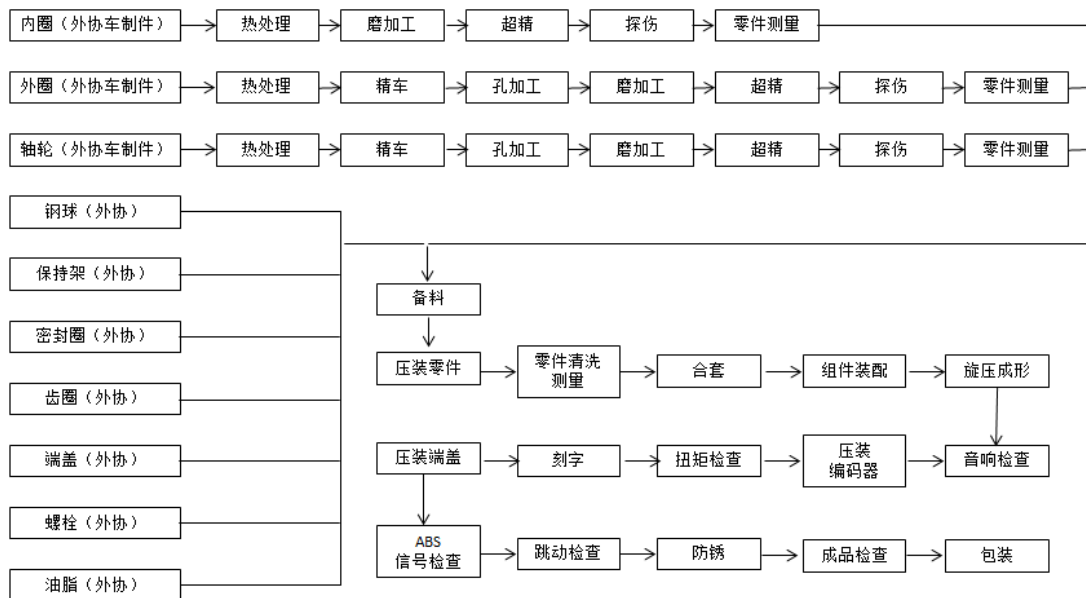 内圈（外协车制件）
热处理
磨加工
超精
探伤
零件测量
外圈（外协车制件）
热处理
精车
孔加工
磨加工
超精
探伤
零件测量
轴轮（外协车制件）
热处理
精车
孔加工
磨加工
超精
探伤
零件测量
钢球（外协）
保持架（外协）
密封圈（外协）
齿圈（外协）
端盖（外协）
螺栓（外协）
油脂（外协）
备料
压装零件
零件清洗
测量
合套
组件装配
旋压成形
压装端盖
刻字
扭矩检查
压装
编码器
音响检查
ABS
信号检查
跳动检查
防锈
成品检查
包装